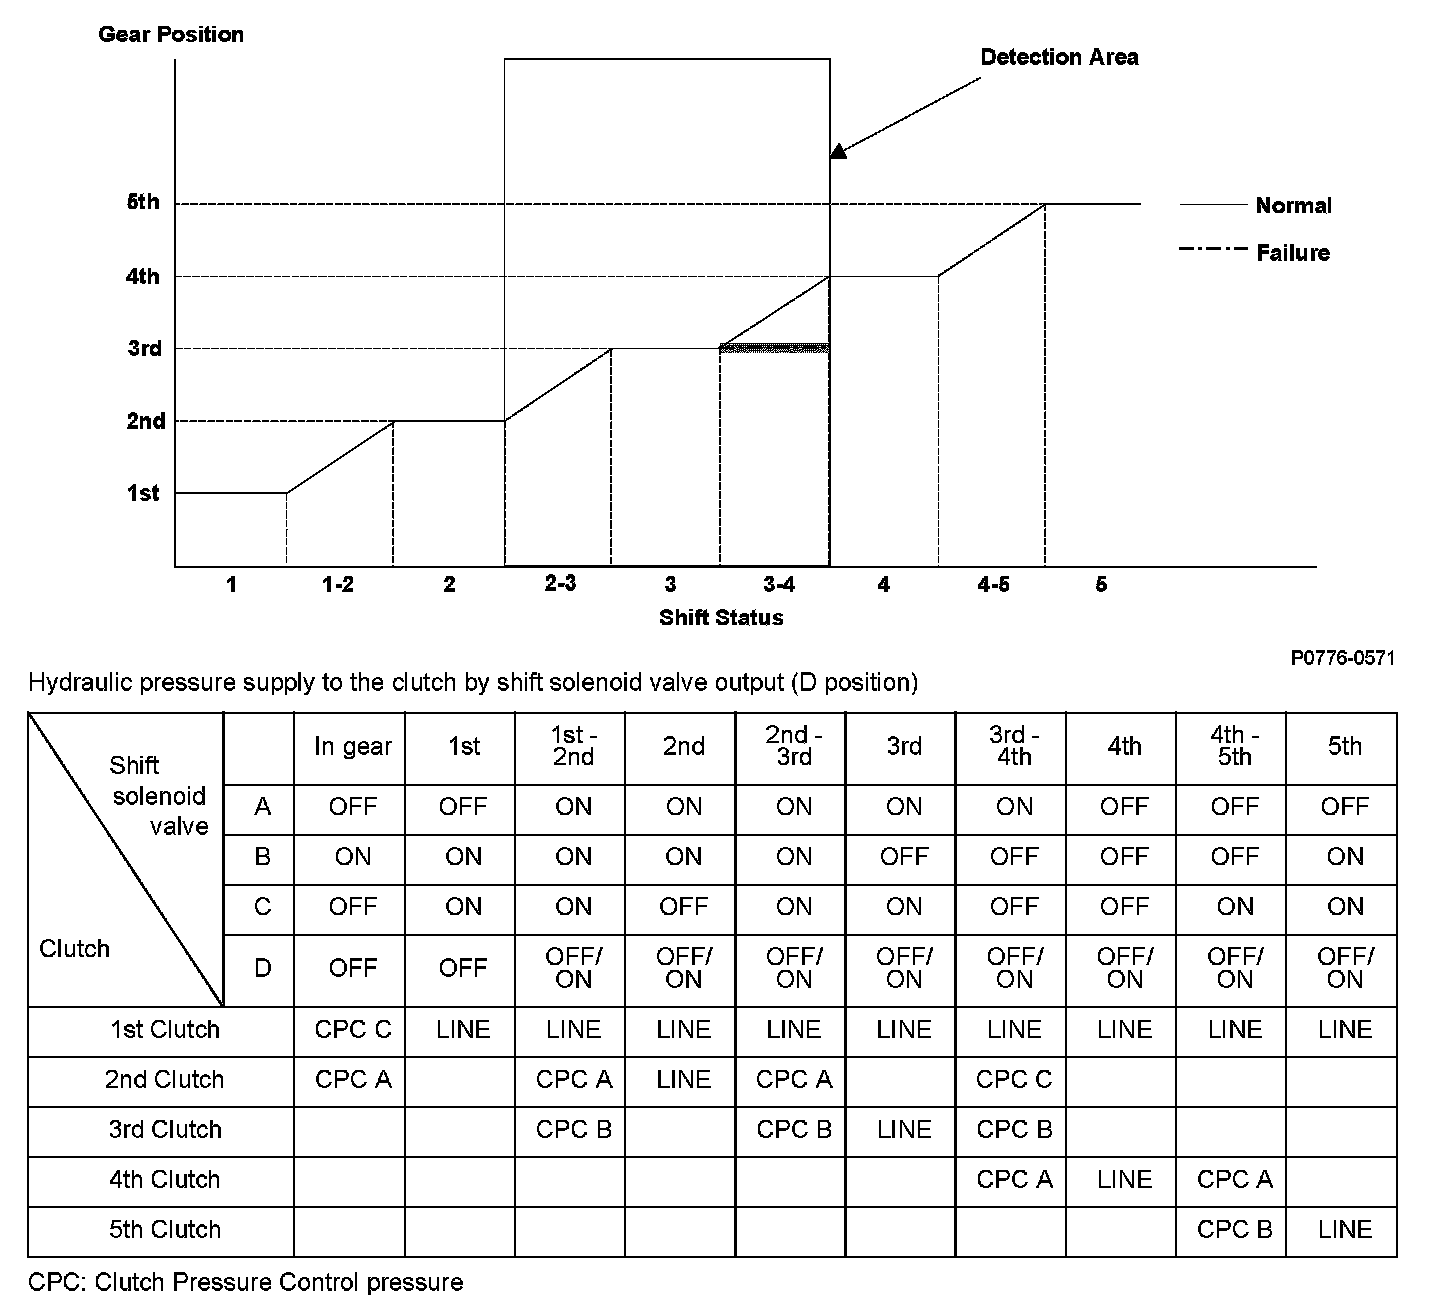 Gear Position
Detection Area
5th
Normal
4th
Failure
3rd
2nd
1st
1 1-2 2 2-3 3 3-4 4 4-5 5
Shift Status
P0776-0571
Hydraulic pressure supply to the clutch by shift solenoid valve output (D position)
Shift solenoid valve
Clutch
In gear 1st 1st - 2nd 2nd 2nd - 3rd 3rd 3rd - 4th 4th 4th - 5th 5th
A OFF OFF ON ON ON ON ON OFF OFF OFF
B ON ON ON ON ON OFF OFF OFF OFF ON
C OFF ON ON OFF ON ON OFF OFF ON ON
D OFF OFF OFF/ON OFF/ON OFF/ON OFF/ON OFF/ON OFF/ON OFF/ON OFF/ON
1st Clutch CPC C LINE LINE LINE LINE LINE LINE LINE LINE LINE
2nd Clutch CPC A CPC A LINE CPC A CPC C
3rd Clutch CPC B CPC B LINE CPC B
4th Clutch CPC A LINE CPC A
5th Clutch CPC B LINE
CPC: Clutch Pressure Control pressure